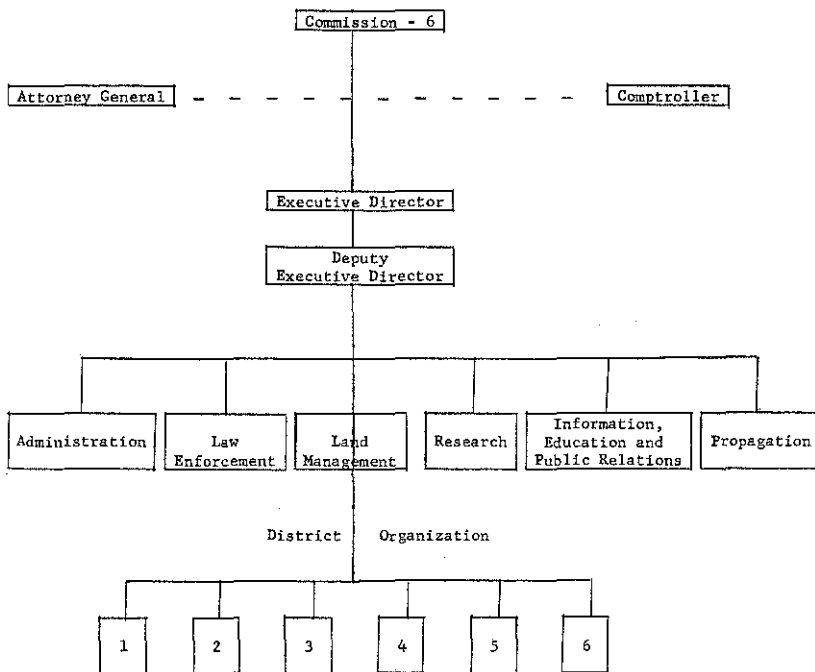 Commission - 6
Attorney General
Comptroller
Executive Director
Deputy
Executive Director
Administration
Law
Enforcement
Land
Management
Research
Information,
Education and
Public Relations
Propagation
District Organization
1 2 3 4 5 6